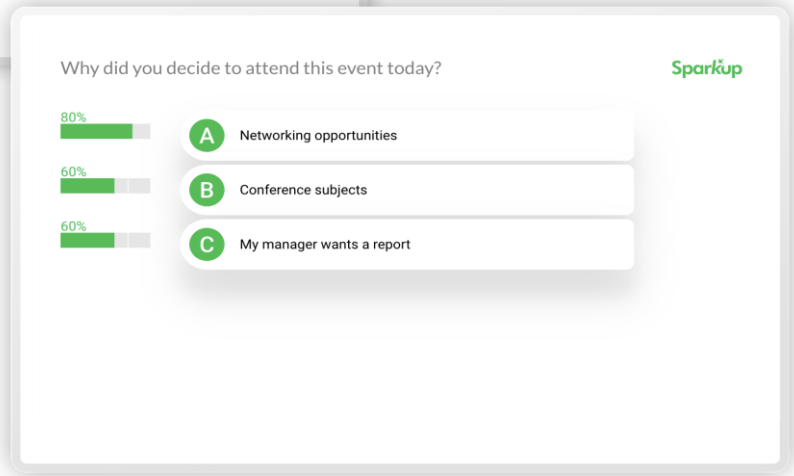 Why did you decide to attend this event today?
Sparkup
80%
A Networking opportunities
60%
B Conference subjects
60%
C My manager wants a report